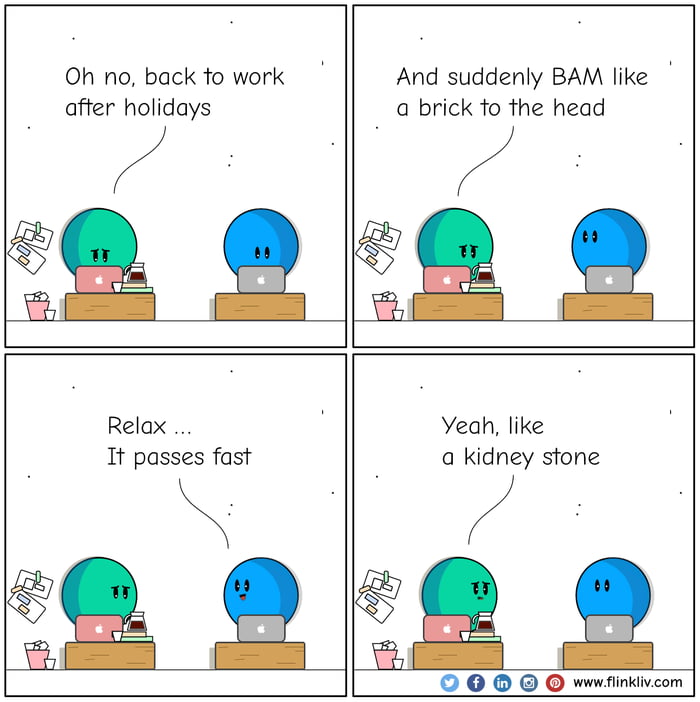 Oh no, back to work
after holidays
And suddenly BAM like
a brick to the head
Relax ...
It passes fast
Yeah, like
a kidney stone
www.flinkliv.com